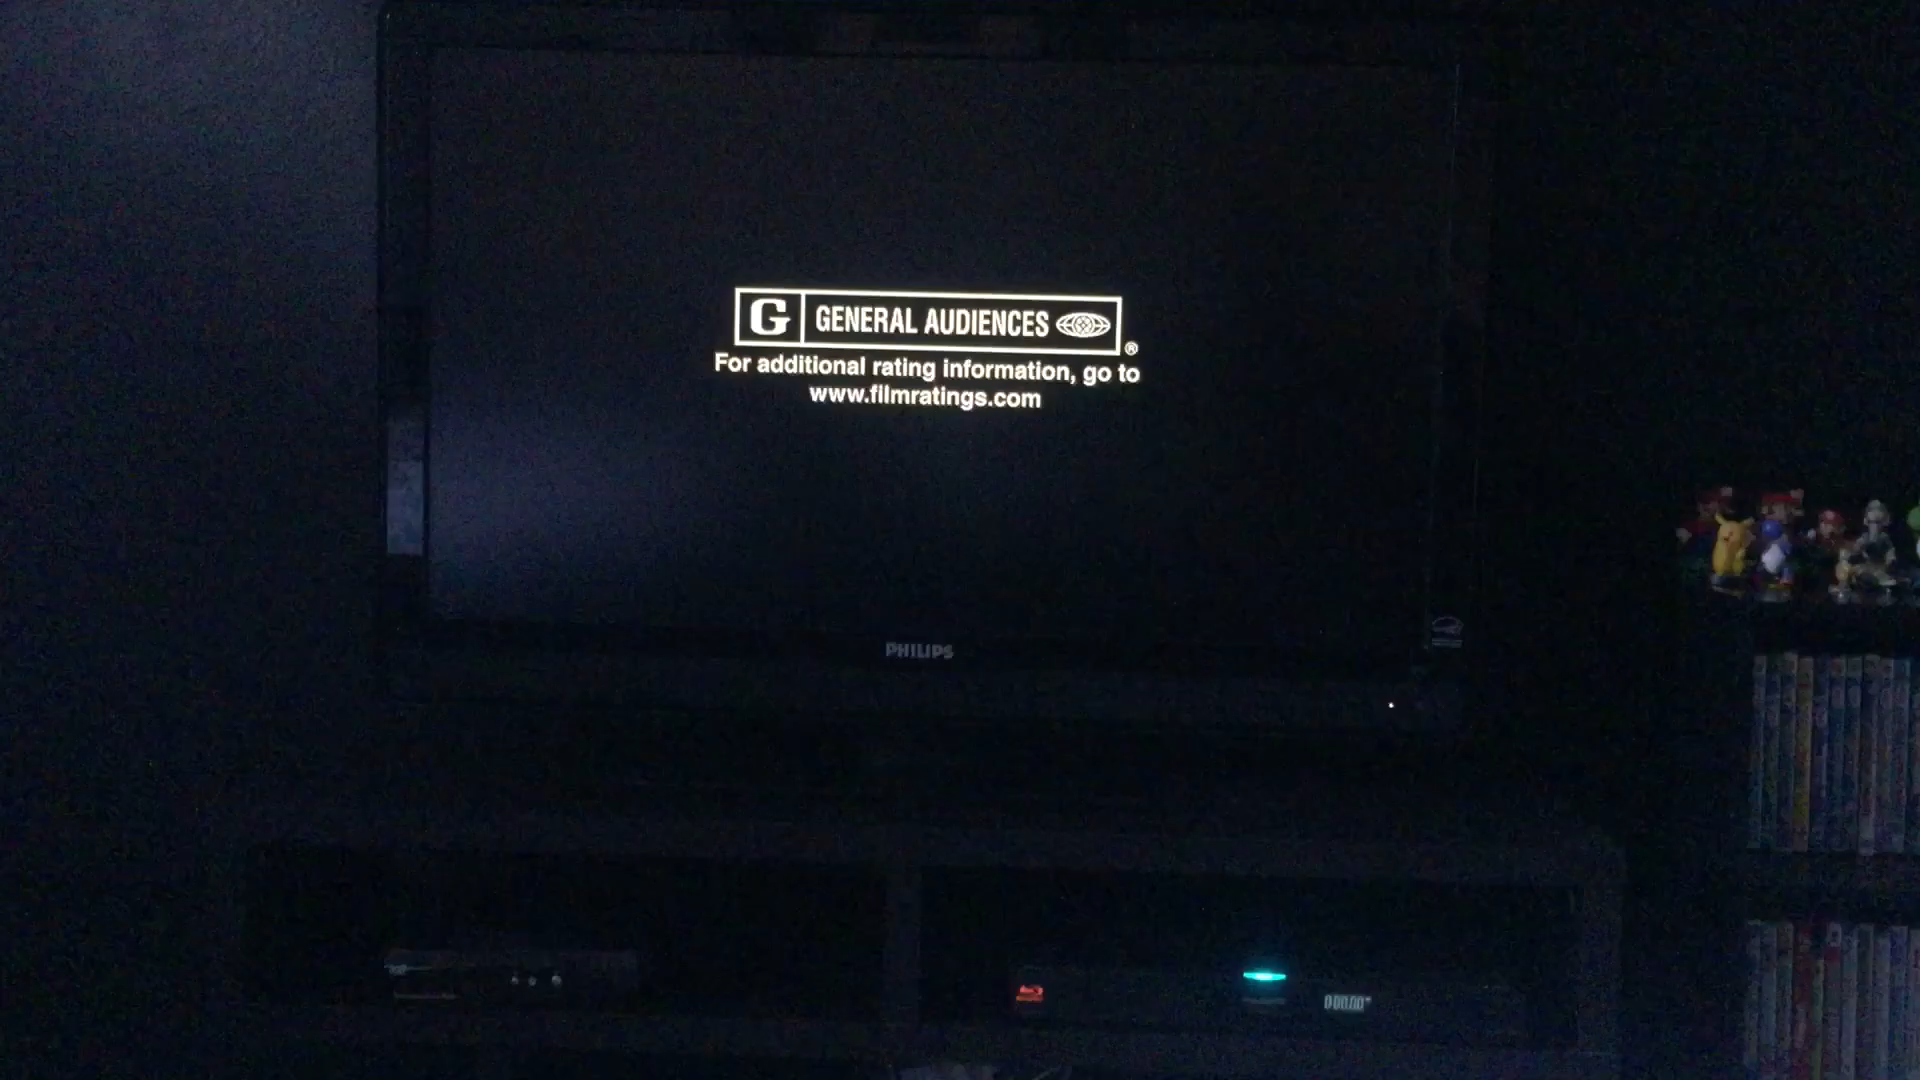 G GENERAL AUDIENCES ®
For additional rating information, go to
www.filmratings.com
PHILIPS